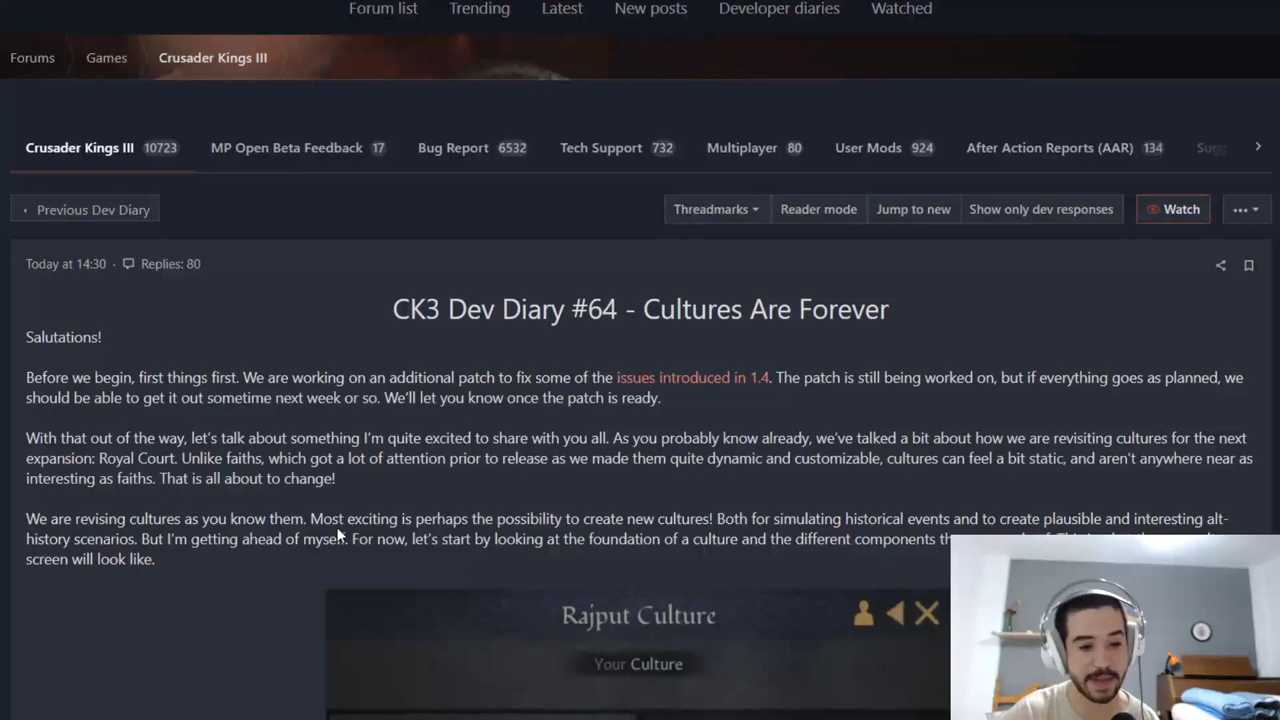 Forum list Trending Latest New posts Developer diaries Watched
Forums Games Crusader Kings III
Crusader Kings III 10723 MP Open Beta Feedback 17 Bug Report 6532 Tech Support 732 Multiplayer 80 User Mods 924 After Action Reports (AAR) 134
Previous Dev Diary Threadmarks Reader mode Jump to new Show only dev responses Watch
Today at 14:30 · Replies: 80
CK3 Dev Diary #64 - Cultures Are Forever
Salutations!
Before we begin, first things first. We are working on an additional patch to fix some of the issues introduced in 1.4. The patch is still being worked on, but if everything goes as planned, we
should be able to get it out sometime next week or so. We'll let you know once the patch is ready.
With that out of the way, let's talk about something I'm quite excited to share with you all. As you probably know already, we've talked a bit about how we are revisiting cultures for the next
expansion: Royal Court. Unlike faiths, which got a lot of attention prior to release as we made them quite dynamic and customizable, cultures can feel a bit static, and aren't anywhere near as
interesting as faiths. That is all about to change!
We are revising cultures as you know them. Most exciting is perhaps the possibility to create new cultures! Both for simulating historical events and to create plausible and interesting alt-
history scenarios. But I'm getting ahead of myself. For now, let's start by looking at the foundation of a culture and the different components
screen will look like.
Rajput Culture
Your Culture